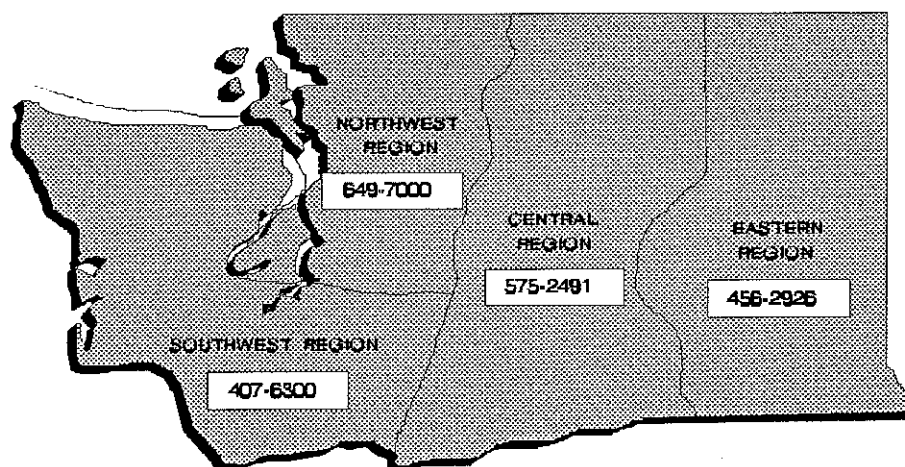 NORTHWEST
REGION
649-7000
CENTRAL
REGION
575-2491
EASTERN
REGION
456-2926
SOUTHWEST REGION
407-6300